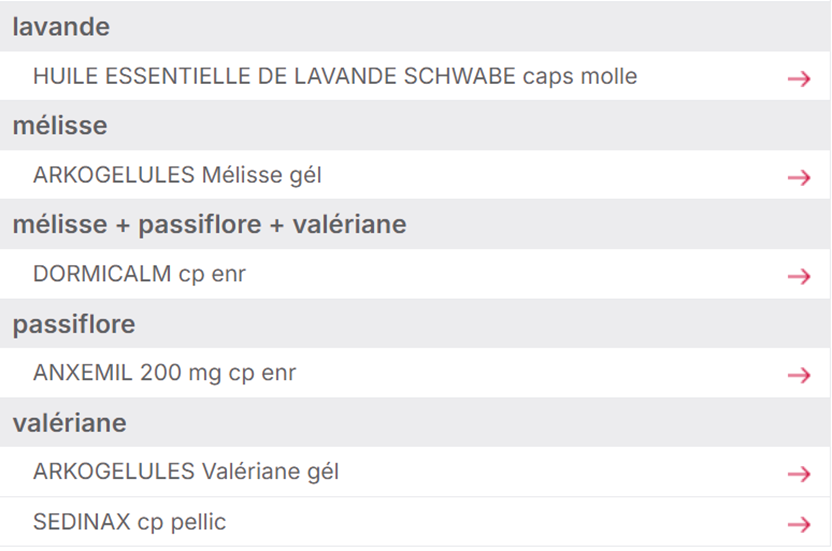 lavande
HUILE ESSENTIELLE DE LAVANDE SCHWABE caps molle
mélisse
ARKOGELULES Mélisse gél
mélisse + passiflore + valériane
DORMICALM cp enr
passiflore
ANXEMIL 200 mg cp enr
valériane
ARKOGELULES Valériane gél
SEDINAX cp pellic